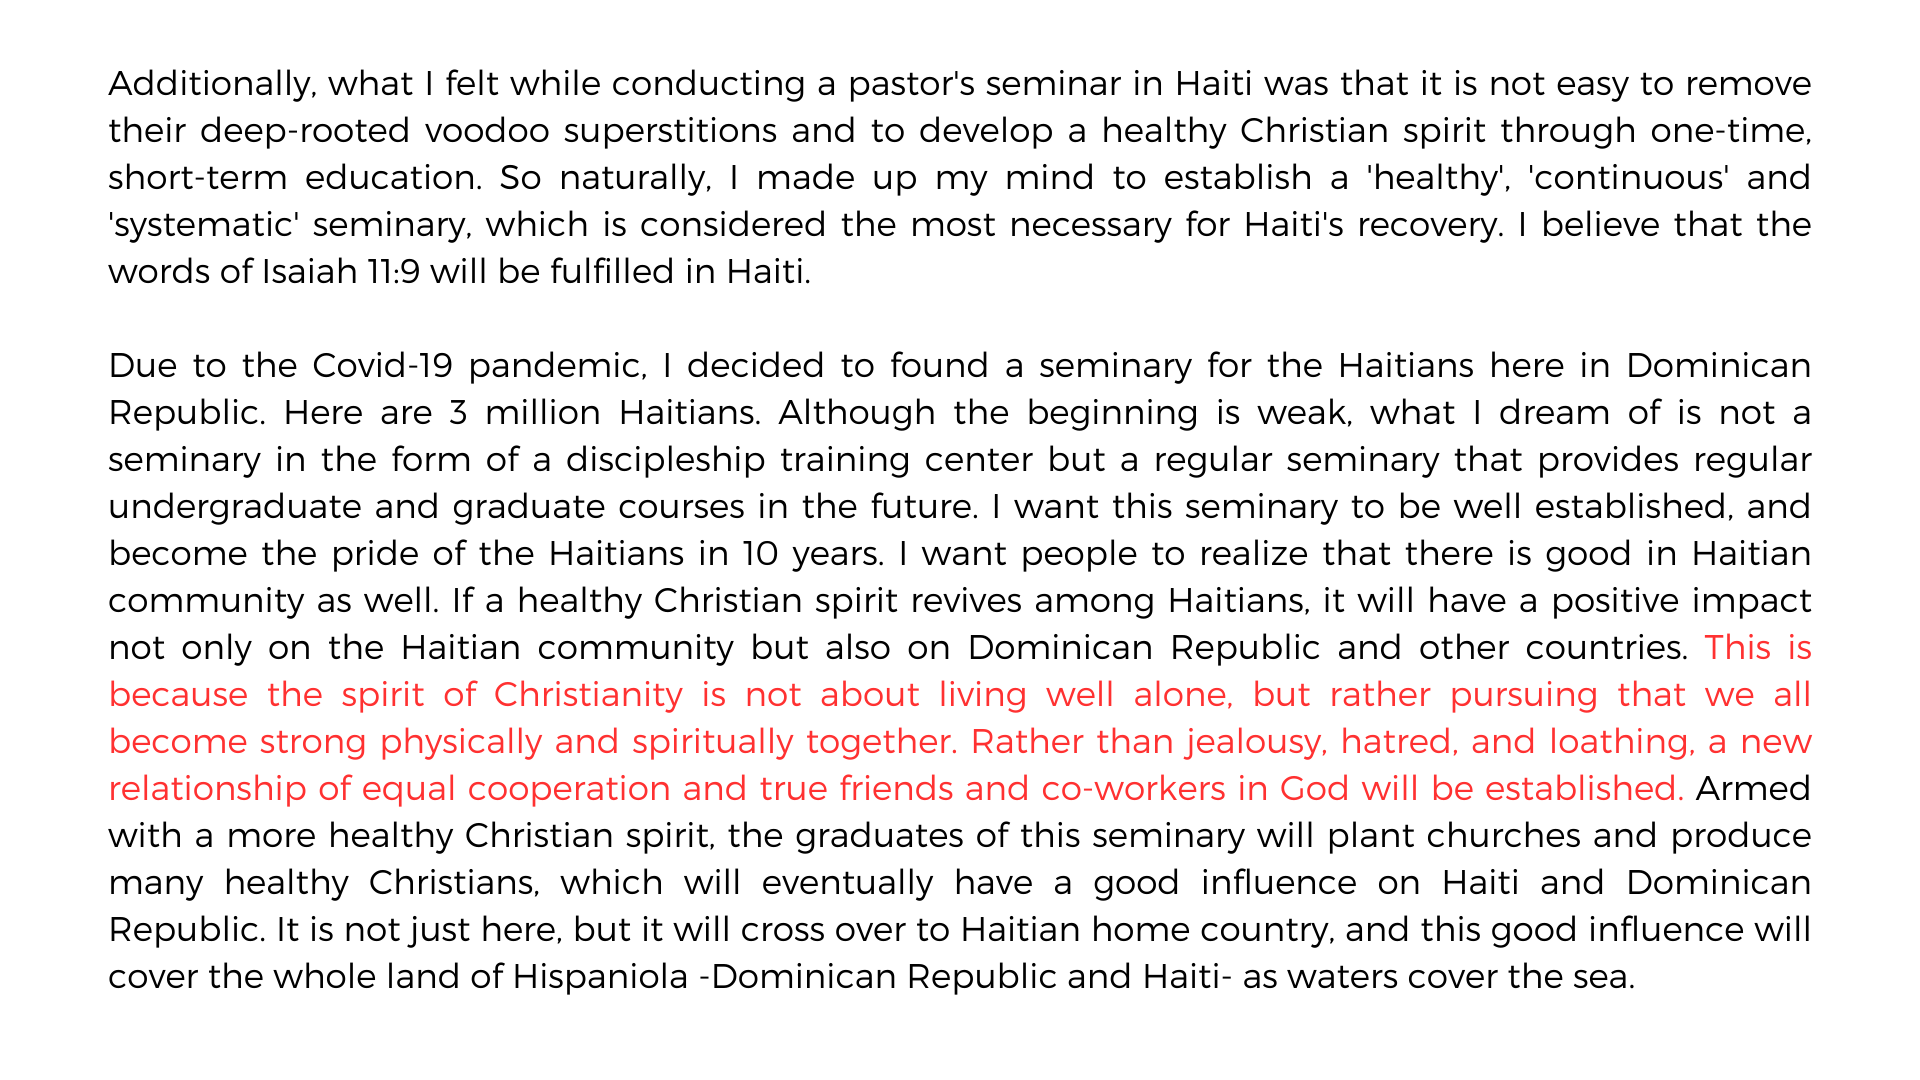 Additionally, what I felt while conducting a pastor's seminar in Haiti was that it is not easy to remove
their deep-rooted voodoo superstitions and to develop a healthy Christian spirit through one-time,
short-term education. So naturally, I made up my mind to establish a 'healthy', 'continuous' and
'systematic' seminary, which is considered the most necessary for Haiti's recovery. I believe that the
words of Isaiah 11:9 will be fulfilled in Haiti.
Due to the Covid-19 pandemic, I decided to found a seminary for the Haitians here in Dominican
Republic. Here are 3 million Haitians. Although the beginning is weak, what I dream of is not a
seminary in the form of a discipleship training center but a regular seminary that provides regular
undergraduate and graduate courses in the future. I want this seminary to be well established, and
become the pride of the Haitians in 10 years. I want people to realize that there is good in Haitian
community as well. If a healthy Christian spirit revives among Haitians, it will have a positive impact
not only on the Haitian community but also on Dominican Republic and other countries. This is
because the spirit of Christianity is not about living well alone, but rather pursuing that we all
become strong physically and spiritually together. Rather than jealousy, hatred, and loathing, a new
relationship of equal cooperation and true friends and co-workers in God will be established. Armed
with a more healthy Christian spirit, the graduates of this seminary will plant churches and produce
many healthy Christians, which will eventually have a good influence on Haiti and Dominican
Republic. It is not just here, but it will cross over to Haitian home country, and this good influence will
cover the whole land of Hispaniola -Dominican Republic and Haiti- as waters cover the sea.